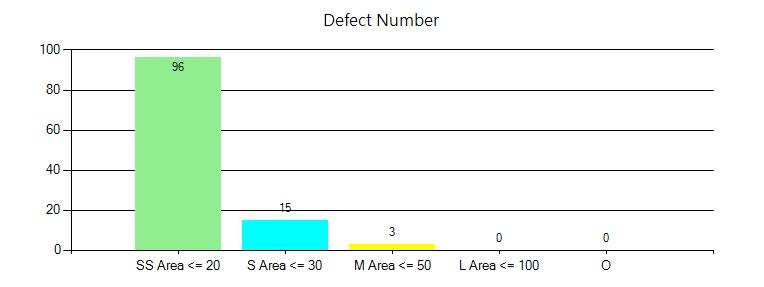 Defect Number
100
80
60
40
20
0
96
15
3
0
0
SS Area <= 20
S Area <= 30
M Area <= 50
L Area <= 100
O